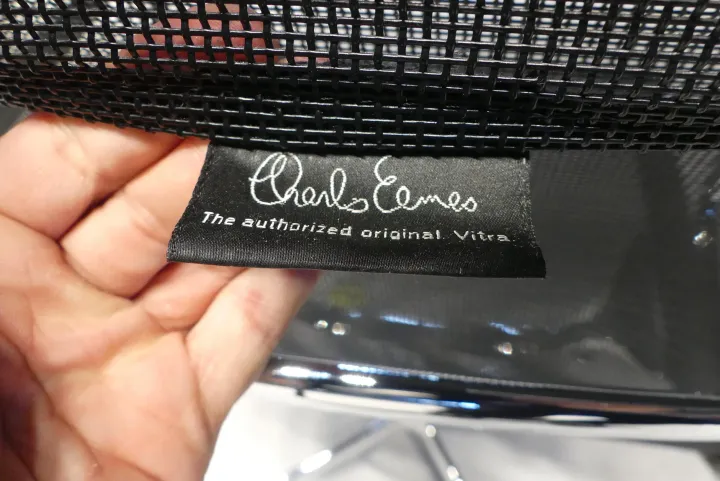 Charles Eames
The authorized original. Vitra.